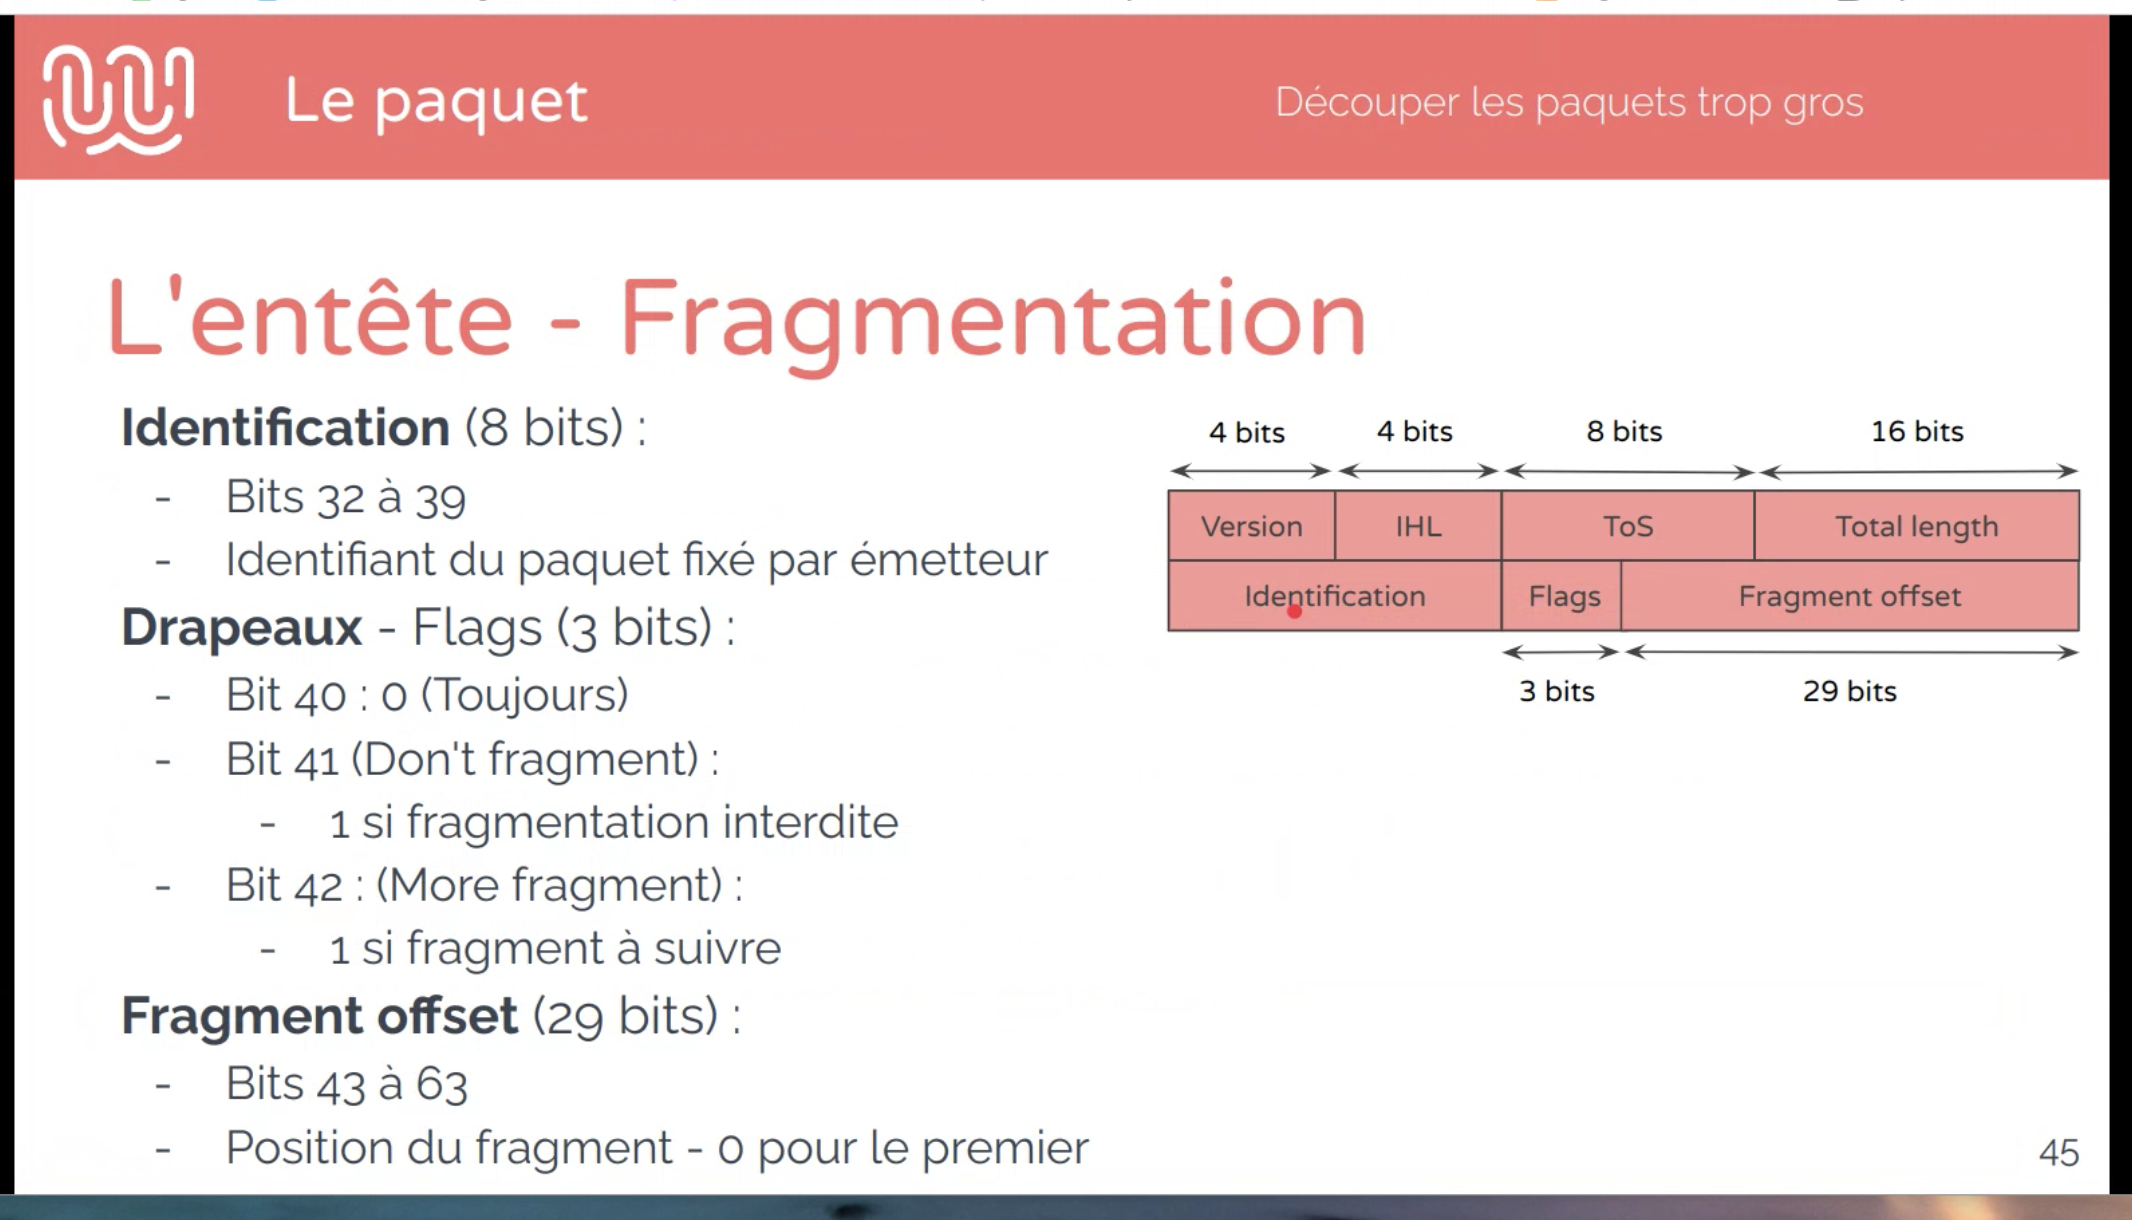 Le paquet
Découper les paquets trop gros
L'entête - Fragmentation
Identification (8 bits) :
- Bits 32 à 39
- Identifiant du paquet fixé par émetteur
Drapeaux - Flags (3 bits) :
- Bit 40 : 0 (Toujours)
- Bit 41 (Don't fragment) :
- 1 si fragmentation interdite
- Bit 42 : (More fragment) :
- 1 si fragment à suivre
Fragment offset (29 bits) :
- Bits 43 à 63
- Position du fragment - 0 pour le premier
4 bits 4 bits 8 bits 16 bits
Version IHL ToS Total length
Identification Flags Fragment offset
3 bits 29 bits
45